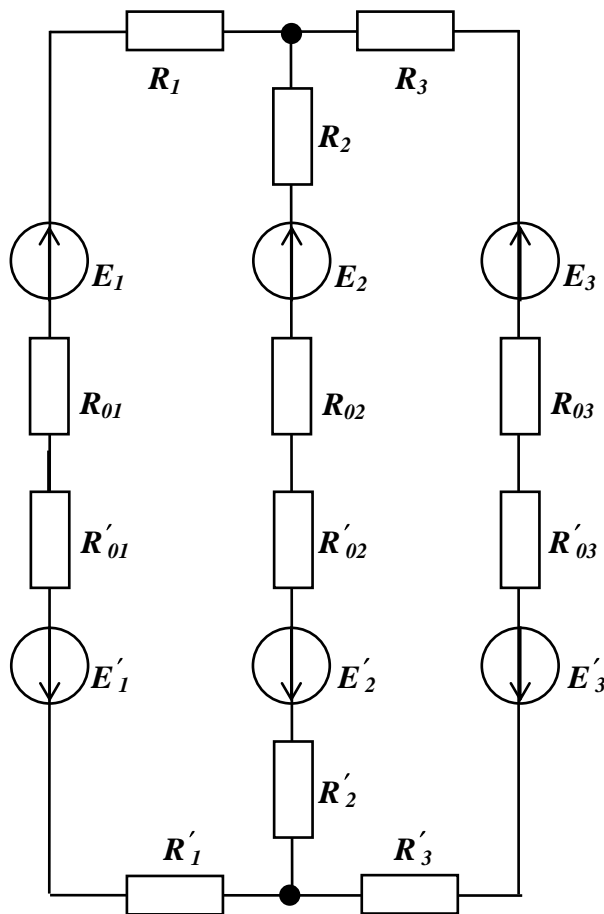 R₁ R₃
R₂
E₁ E₂ E₃
R₀₁ R₀₂ R₀₃
R′₀₁ R′₀₂ R′₀₃
E′₁ E′₂ E′₃
R′₂
R′₁ R′₃